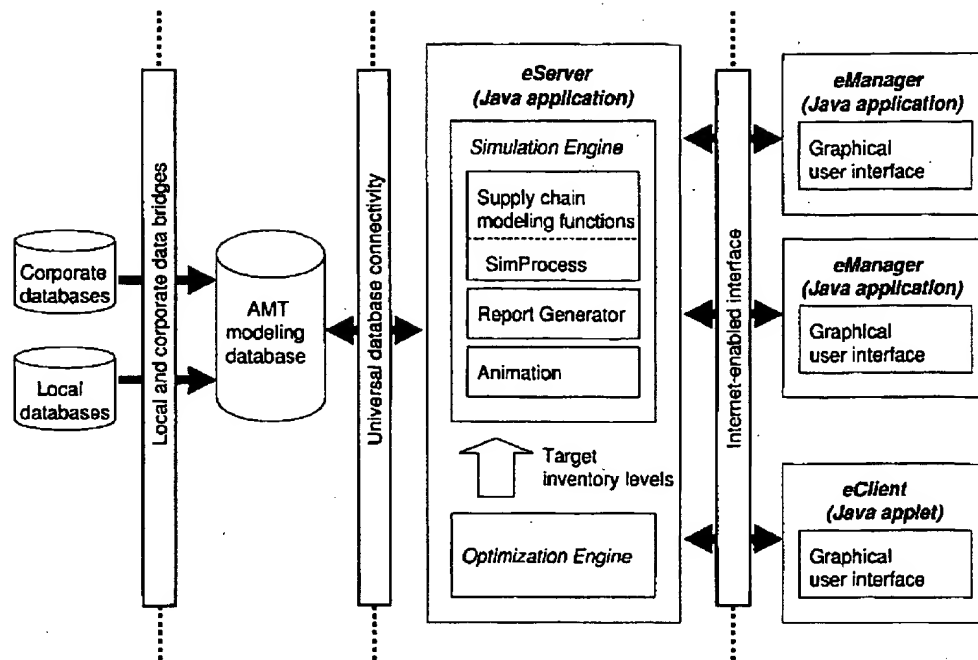 Corporate
databases
Local
databases
Local and corporate data bridges
AMT
modeling
database
Universal database connectivity
eServer
(Java application)
Simulation Engine
Supply chain
modeling functions
SimProcess
Report Generator
Animation
Target
inventory levels
Optimization Engine
Internet-enabled interface
eManager
(Java application)
Graphical
user interface
eManager
(Java application)
Graphical
user interface
eClient
(Java applet)
Graphical
user interface